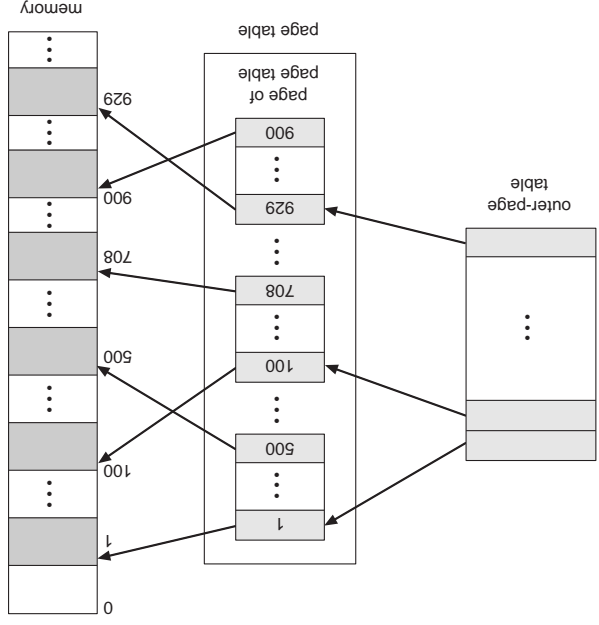 outer-page
table
1
500
100
708
929
900
page of
page table
page table
0
1
100
500
708
900
929
memory